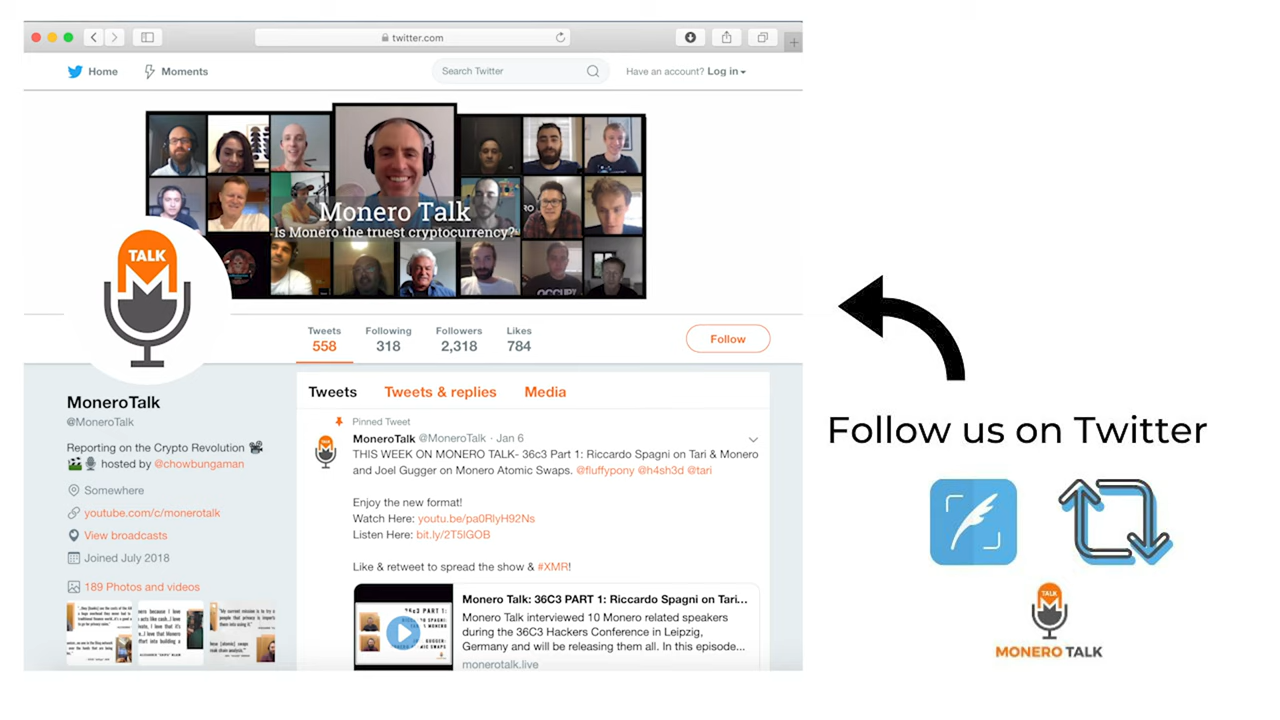 twitter.com
Home
Moments
Search Twitter
Have an account? Log in
Monero Talk
Is Monero the truest cryptocurrency?
TALK
Tweets
Following
Followers
Likes
558
318
2,318
784
Follow
MoneroTalk
@MoneroTalk
Reporting on the Crypto Revolution
hosted by @chowbungaman
Somewhere
youtube.com/c/monerotalk
View broadcasts
Joined July 2018
189 Photos and videos
Tweets
Tweets & replies
Media
Pinned Tweet
MoneroTalk @MoneroTalk · Jan 6
THIS WEEK ON MONERO TALK- 36c3 Part 1: Riccardo Spagni on Tari & Monero
and Joel Gugger on Monero Atomic Swaps. @fluffypony @h4sh3d @tari
Enjoy the new format!
Watch Here: youtu.be/pa0RlyH92Ns
Listen Here: bit.ly/2T5lGOB
Like & retweet to spread the show & #XMR!
Monero Talk: 36C3 PART 1: Riccardo Spagni on Tari...
Monero Talk interviewed 10 Monero related speakers
during the 36C3 Hackers Conference in Leipzig,
Germany and will be releasing them all. In this episode...
monerotalk.live
Follow us on Twitter
TALK
MONERO TALK